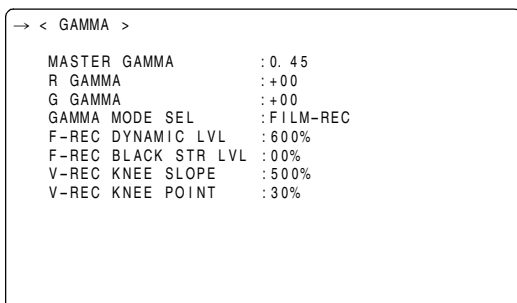 → < GAMMA >
MASTER GAMMA :0.45
R GAMMA :+00
G GAMMA :+00
GAMMA MODE SEL :FILM-REC
F-REC DYNAMIC LVL :600%
F-REC BLACK STR LVL :00%
V-REC KNEE SLOPE :500%
V-REC KNEE POINT :30%